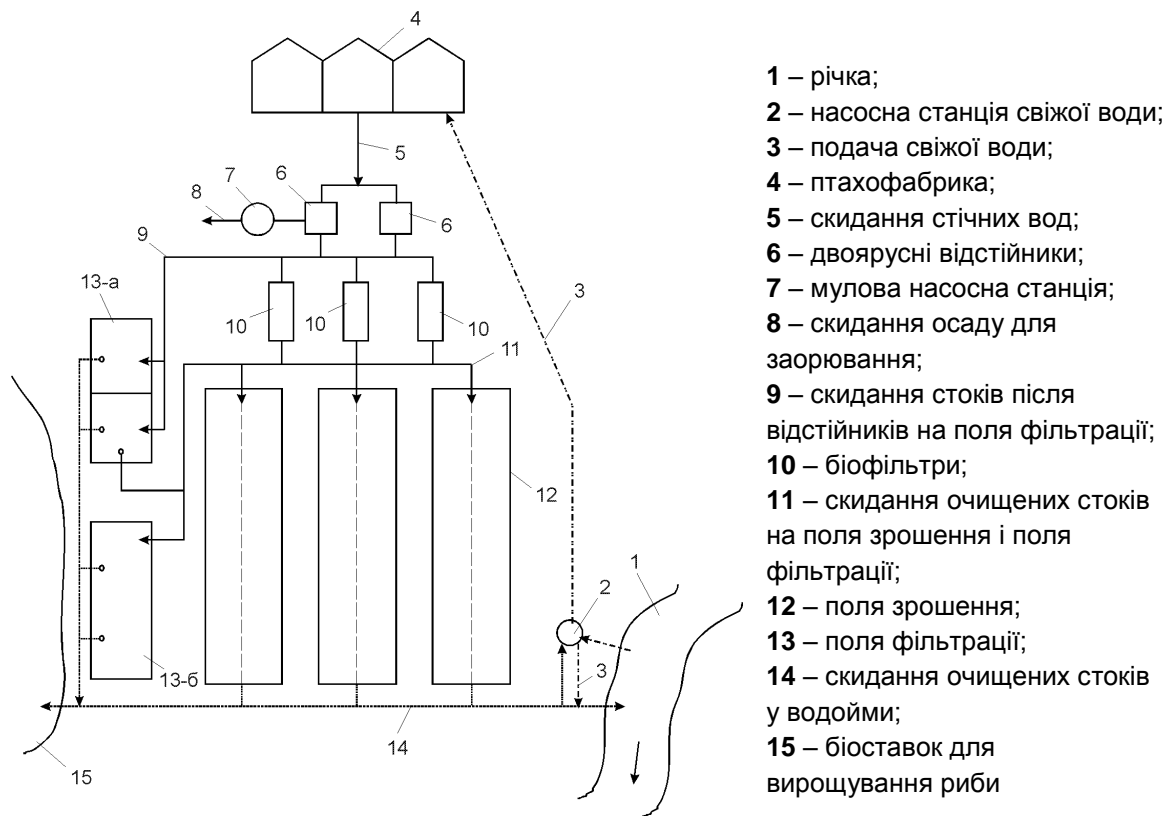 4
5
6
7
8
6
9
13-а
3
10
10
10
11
12
1
2
13-б
3
14
15
1 – річка;
2 – насосна станція свіжої води;
3 – подача свіжої води;
4 – птахофабрика;
5 – скидання стічних вод;
6 – двоярусні відстійники;
7 – мулова насосна станція;
8 – скидання осаду для
заорювання;
9 – скидання стоків після
відстійників на поля фільтрації;
10 – біофільтри;
11 – скидання очищених стоків
на поля зрошення і поля
фільтрації;
12 – поля зрошення;
13 – поля фільтрації;
14 – скидання очищених стоків
у водойми;
15 – біоставок для
вирощування риби